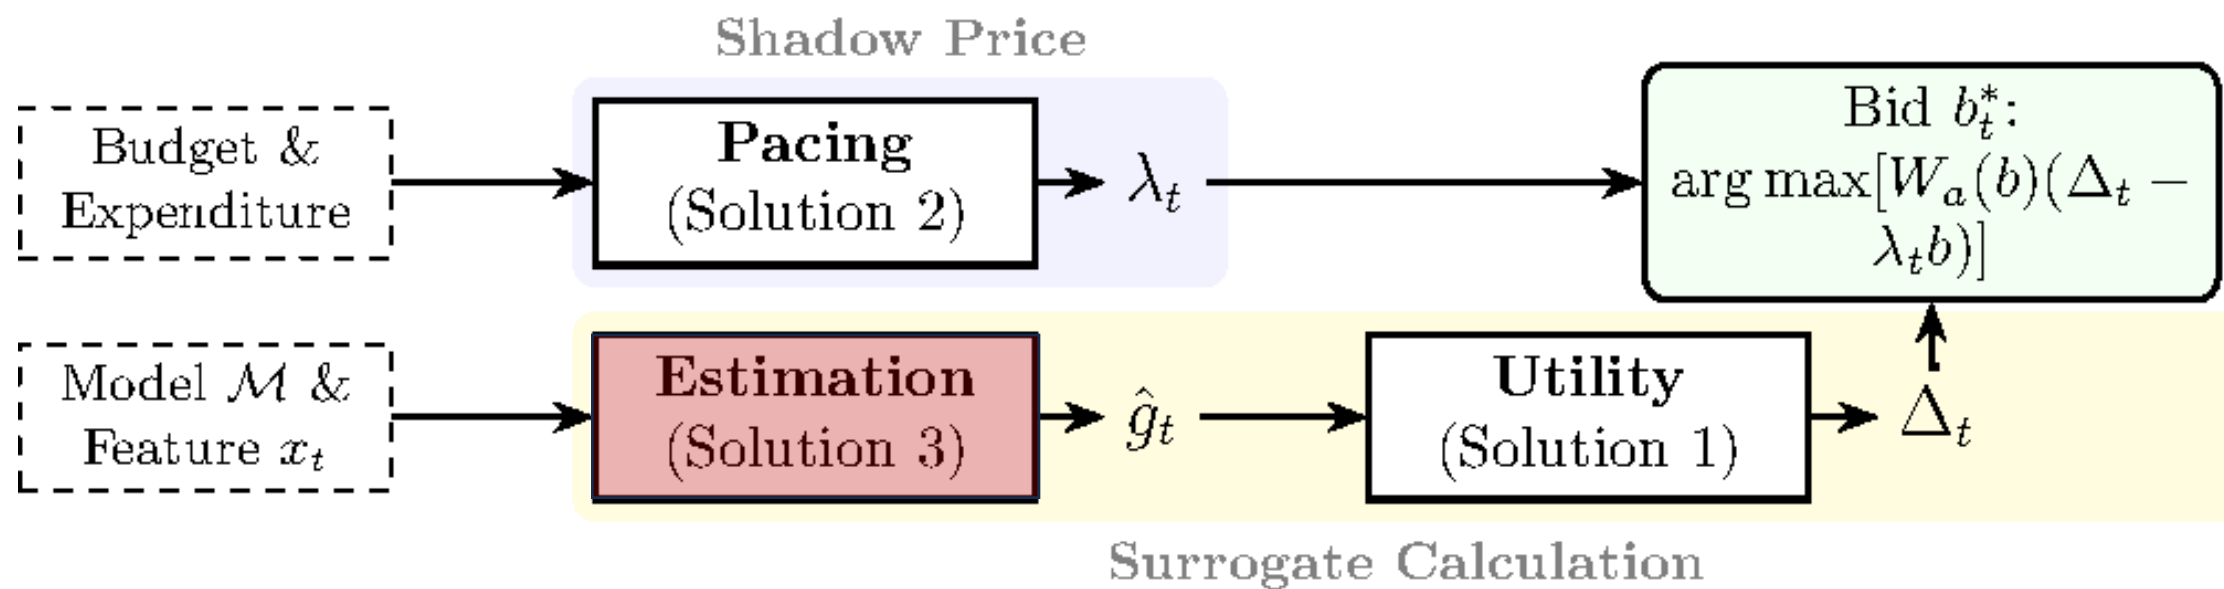 Shadow Price
Budget &
Expenditure
Pacing
(Solution 2)
λ_t
Bid b_t^*:
arg max[W_a(b)(Δ_t −
λ_t b)]
Model ℳ &
Feature x_t
Estimation
(Solution 3)
ĝ_t
Utility
(Solution 1)
Δ_t
Surrogate Calculation